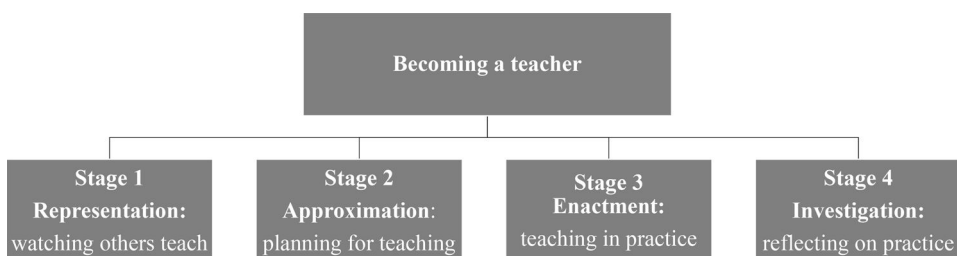 Becoming a teacher
Stage 1
Representation:
watching others teach
Stage 2
Approximation:
planning for teaching
Stage 3
Enactment:
teaching in practice
Stage 4
Investigation:
reflecting on practice